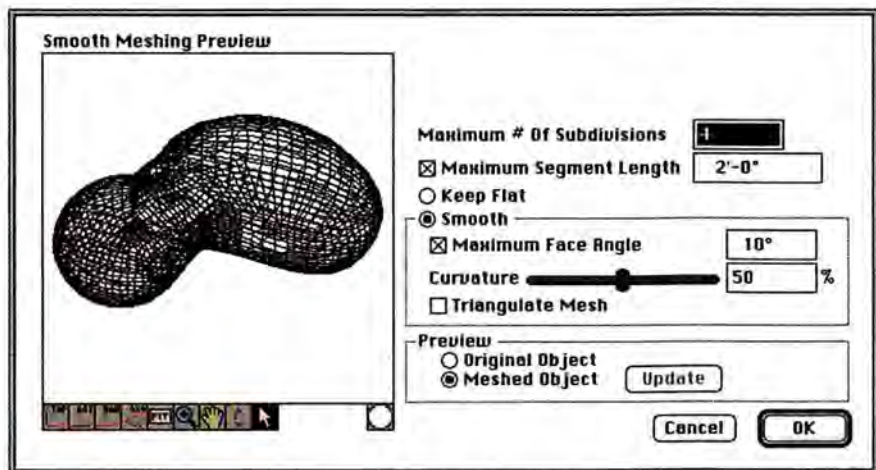 Smooth Meshing Preview
Maximum # Of Subdivisions
Maximum Segment Length 2'-0"
Keep Flat
Smooth
Maximum Face Angle 10°
Curvature 50 %
Triangulate Mesh
Preview
Original Object
Meshed Object Update
FIT
Cancel OK